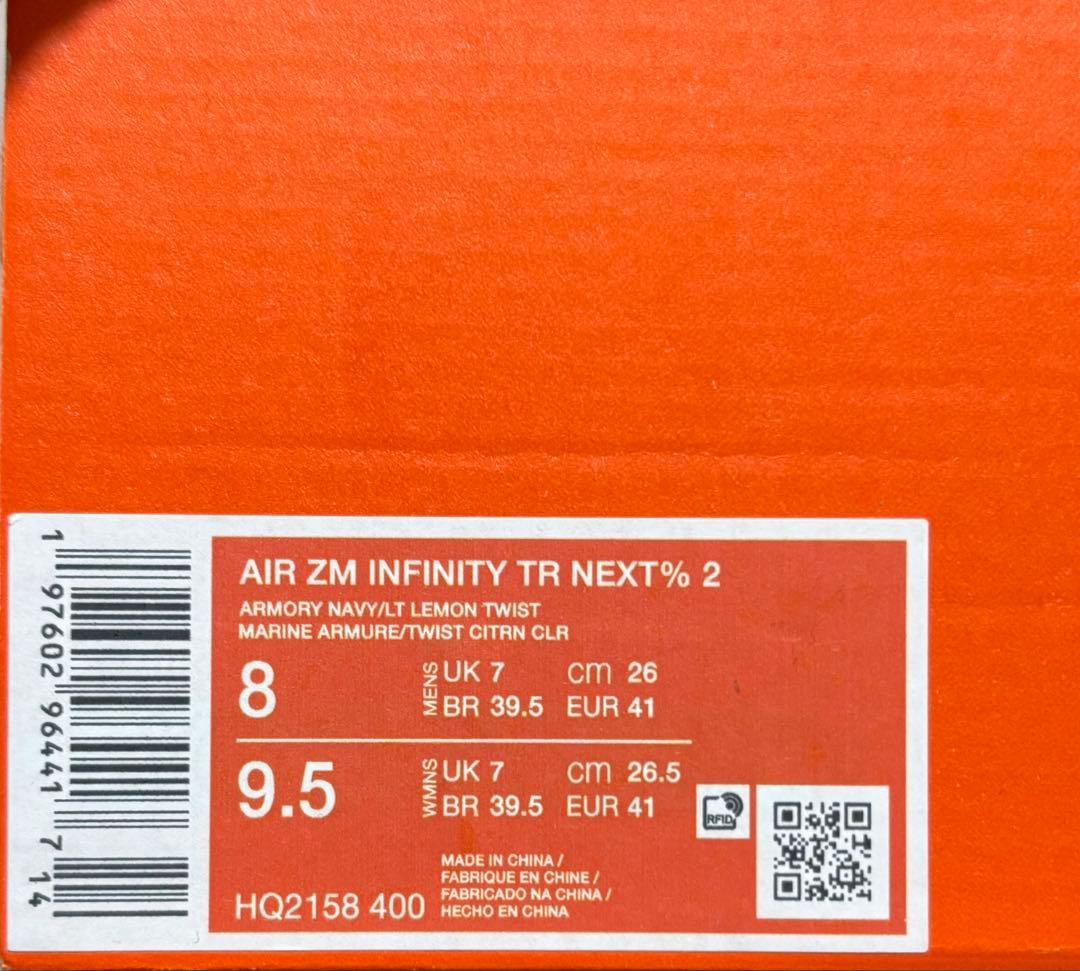 1 97602 96441 7 14
AIR ZM INFINITY TR NEXT% 2
ARMORY NAVY/LT LEMON TWIST
MARINE ARMURE/TWIST CITRN CLR
8 MENS UK 7 cm 26
BR 39.5 EUR 41
9.5 WMNS UK 7 cm 26.5
BR 39.5 EUR 41
RFID
MADE IN CHINA /
FABRIQUE EN CHINE /
FABRICADO NA CHINA /
HQ2158 400 HECHO EN CHINA